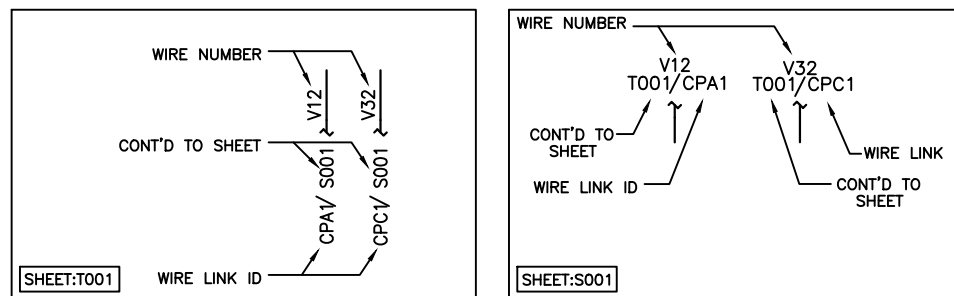 WIRE NUMBER
V12
V32
CONT'D TO SHEET
CPA1/ S001
CPC1/ S001
WIRE LINK ID
SHEET:T001
WIRE NUMBER
V12
T001/CPA1
V32
T001/CPC1
CONT'D TO
SHEET
WIRE LINK
WIRE LINK ID
CONT'D TO
SHEET
SHEET:S001